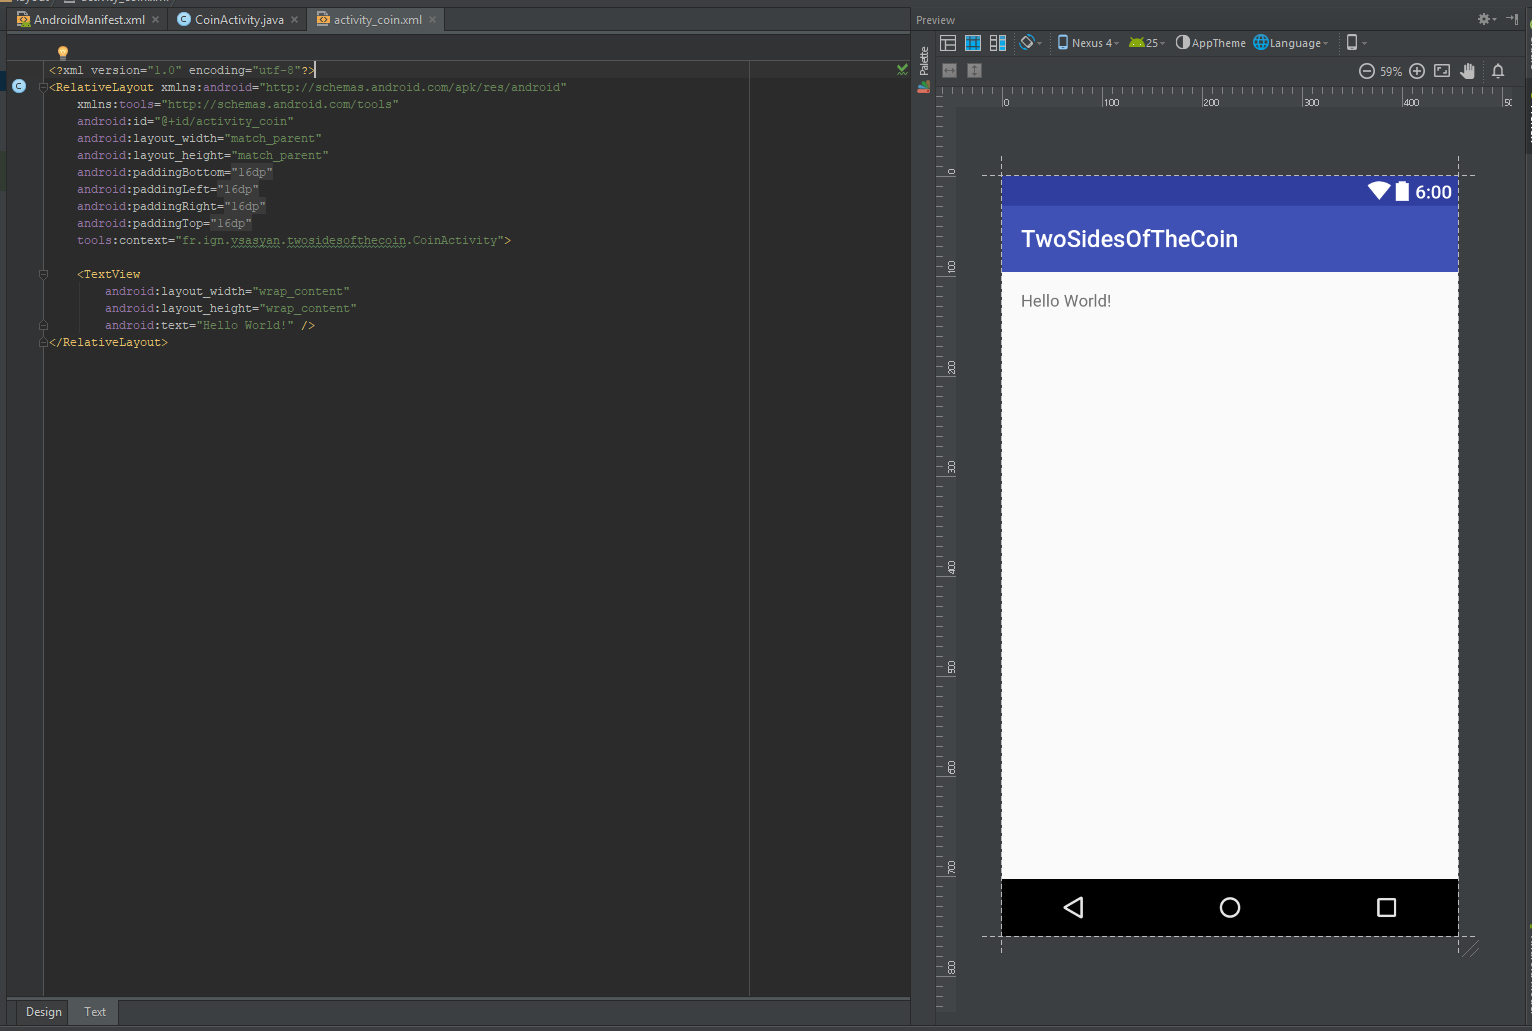 AndroidManifest.xml
CoinActivity.java
activity_coin.xml
<?xml version="1.0" encoding="utf-8"?>
<RelativeLayout xmlns:android="http://schemas.android.com/apk/res/android"
xmlns:tools="http://schemas.android.com/tools"
android:id="@+id/activity_coin"
android:layout_width="match_parent"
android:layout_height="match_parent"
android:paddingBottom="16dp"
android:paddingLeft="16dp"
android:paddingRight="16dp"
android:paddingTop="16dp"
tools:context="fr.ign.vsasyan.twosidesofthecoin.CoinActivity">
<TextView
android:layout_width="wrap_content"
android:layout_height="wrap_content"
android:text="Hello World!" />
</RelativeLayout>
Design
Text
Preview
Palette
Nexus 4
25
AppTheme
Language
59%
0
100
200
300
400
0
100
200
300
400
500
600
700
800
6:00
TwoSidesOfTheCoin
Hello World!